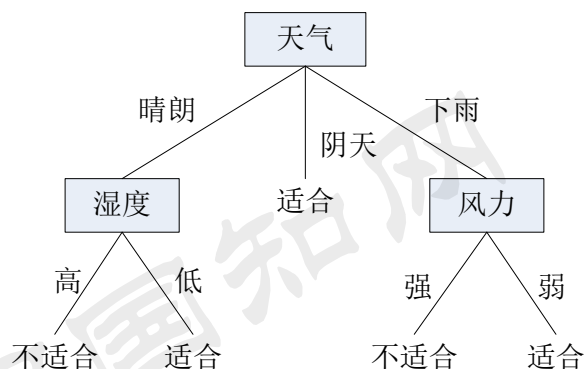 天气
晴朗
阴天
下雨
湿度
适合
风力
高
低
强
弱
不适合
适合
不适合
适合